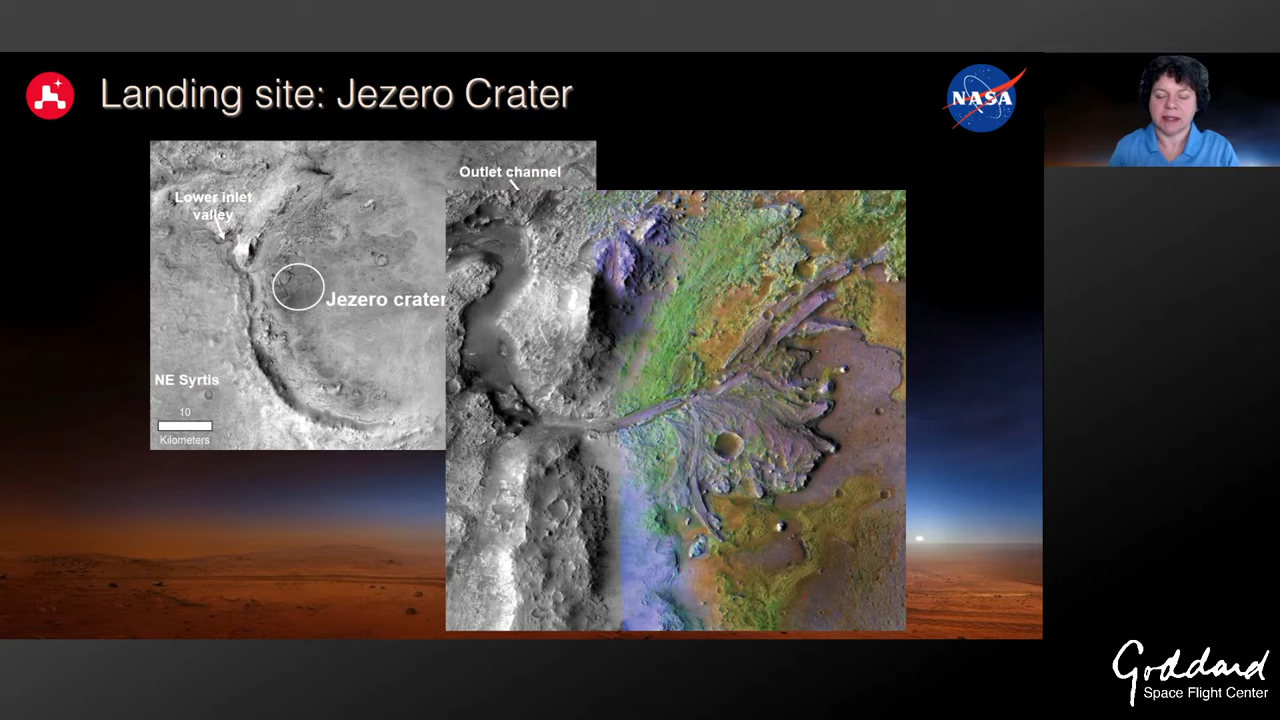 Landing site: Jezero Crater
NASA
Outlet channel
Lower inlet
valley
Jezero crater
NE Syrtis
10
Kilometers
Goddard
Space Flight Center